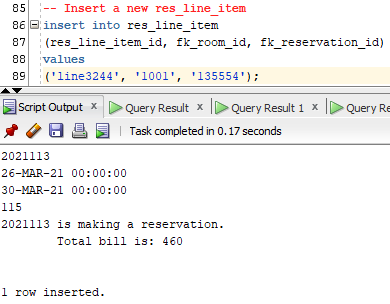 85 -- Insert a new res_line_item
86 insert into res_line_item
87 (res_line_item_id, fk_room_id, fk_reservation_id)
88 values
89 ('line3244', '1001', '135554');
Script Output x Query Result x Query Result 1 x Query Re
Task completed in 0.17 seconds
2021113
26-MAR-21 00:00:00
30-MAR-21 00:00:00
115
2021113 is making a reservation.
Total bill is: 460
1 row inserted.